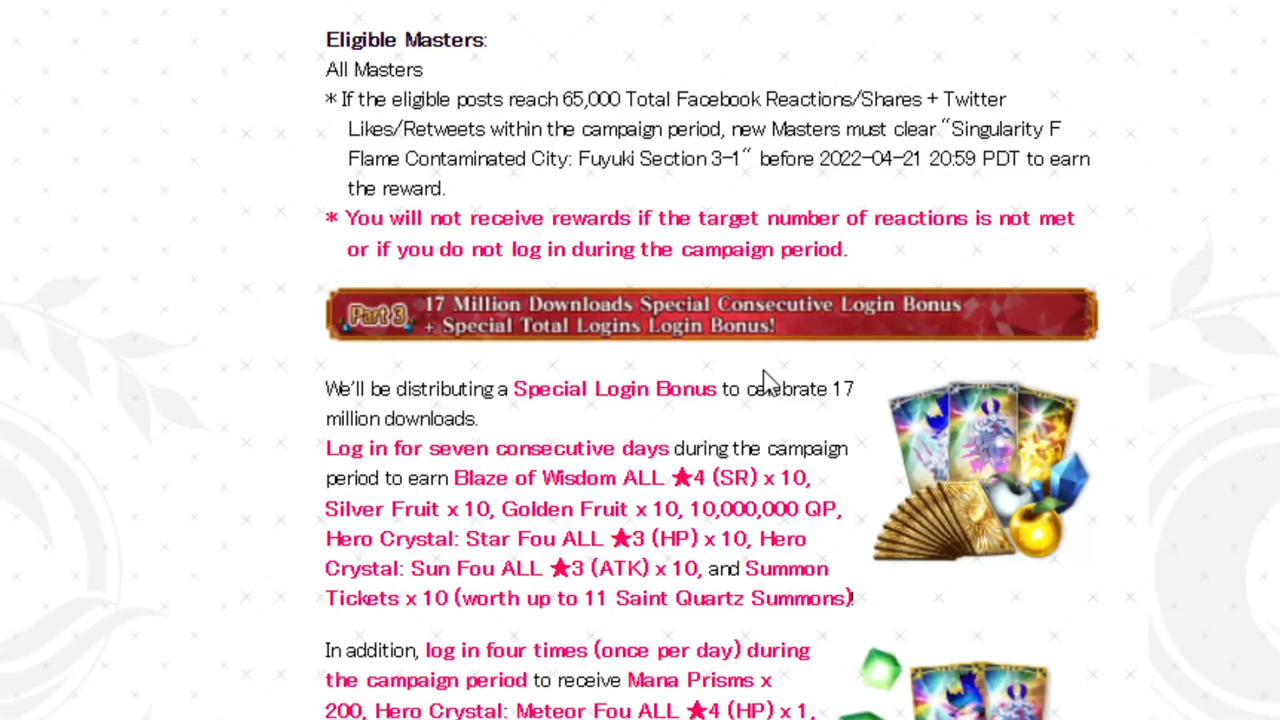 Eligible Masters:
All Masters
* If the eligible posts reach 65,000 Total Facebook Reactions/Shares + Twitter
Likes/Retweets within the campaign period, new Masters must clear "Singularity F
Flame Contaminated City: Fuyuki Section 3-1" before 2022-04-21 20:59 PDT to earn
the reward.
* You will not receive rewards if the target number of reactions is not met
or if you do not log in during the campaign period.
Part 3 17 Million Downloads Special Consecutive Login Bonus
+ Special Total Logins Login Bonus!
We'll be distributing a Special Login Bonus to celebrate 17
million downloads.
Log in for seven consecutive days during the campaign
period to earn Blaze of Wisdom ALL ★4 (SR) x 10,
Silver Fruit x 10, Golden Fruit x 10, 10,000,000 QP,
Hero Crystal: Star Fou ALL ★3 (HP) x 10, Hero
Crystal: Sun Fou ALL ★3 (ATK) x 10, and Summon
Tickets x 10 (worth up to 11 Saint Quartz Summons)!
In addition, log in four times (once per day) during
the campaign period to receive Mana Prisms x
200, Hero Crystal: Meteor Fou ALL ★4 (HP) x 1,